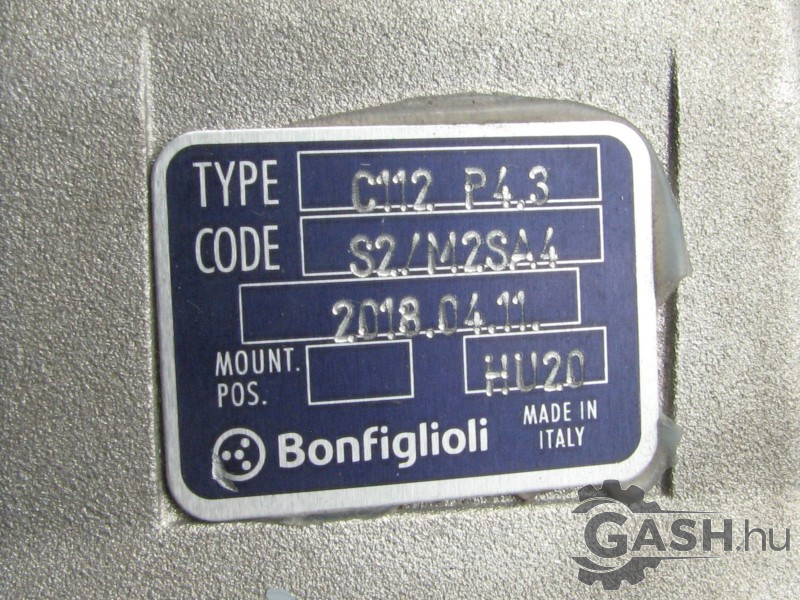 TYPE C112 P4.3
CODE S2/M2SA4
2018.04.11.
MOUNT. POS. HU20
Bonfiglioli
MADE IN ITALY
GASH.hu